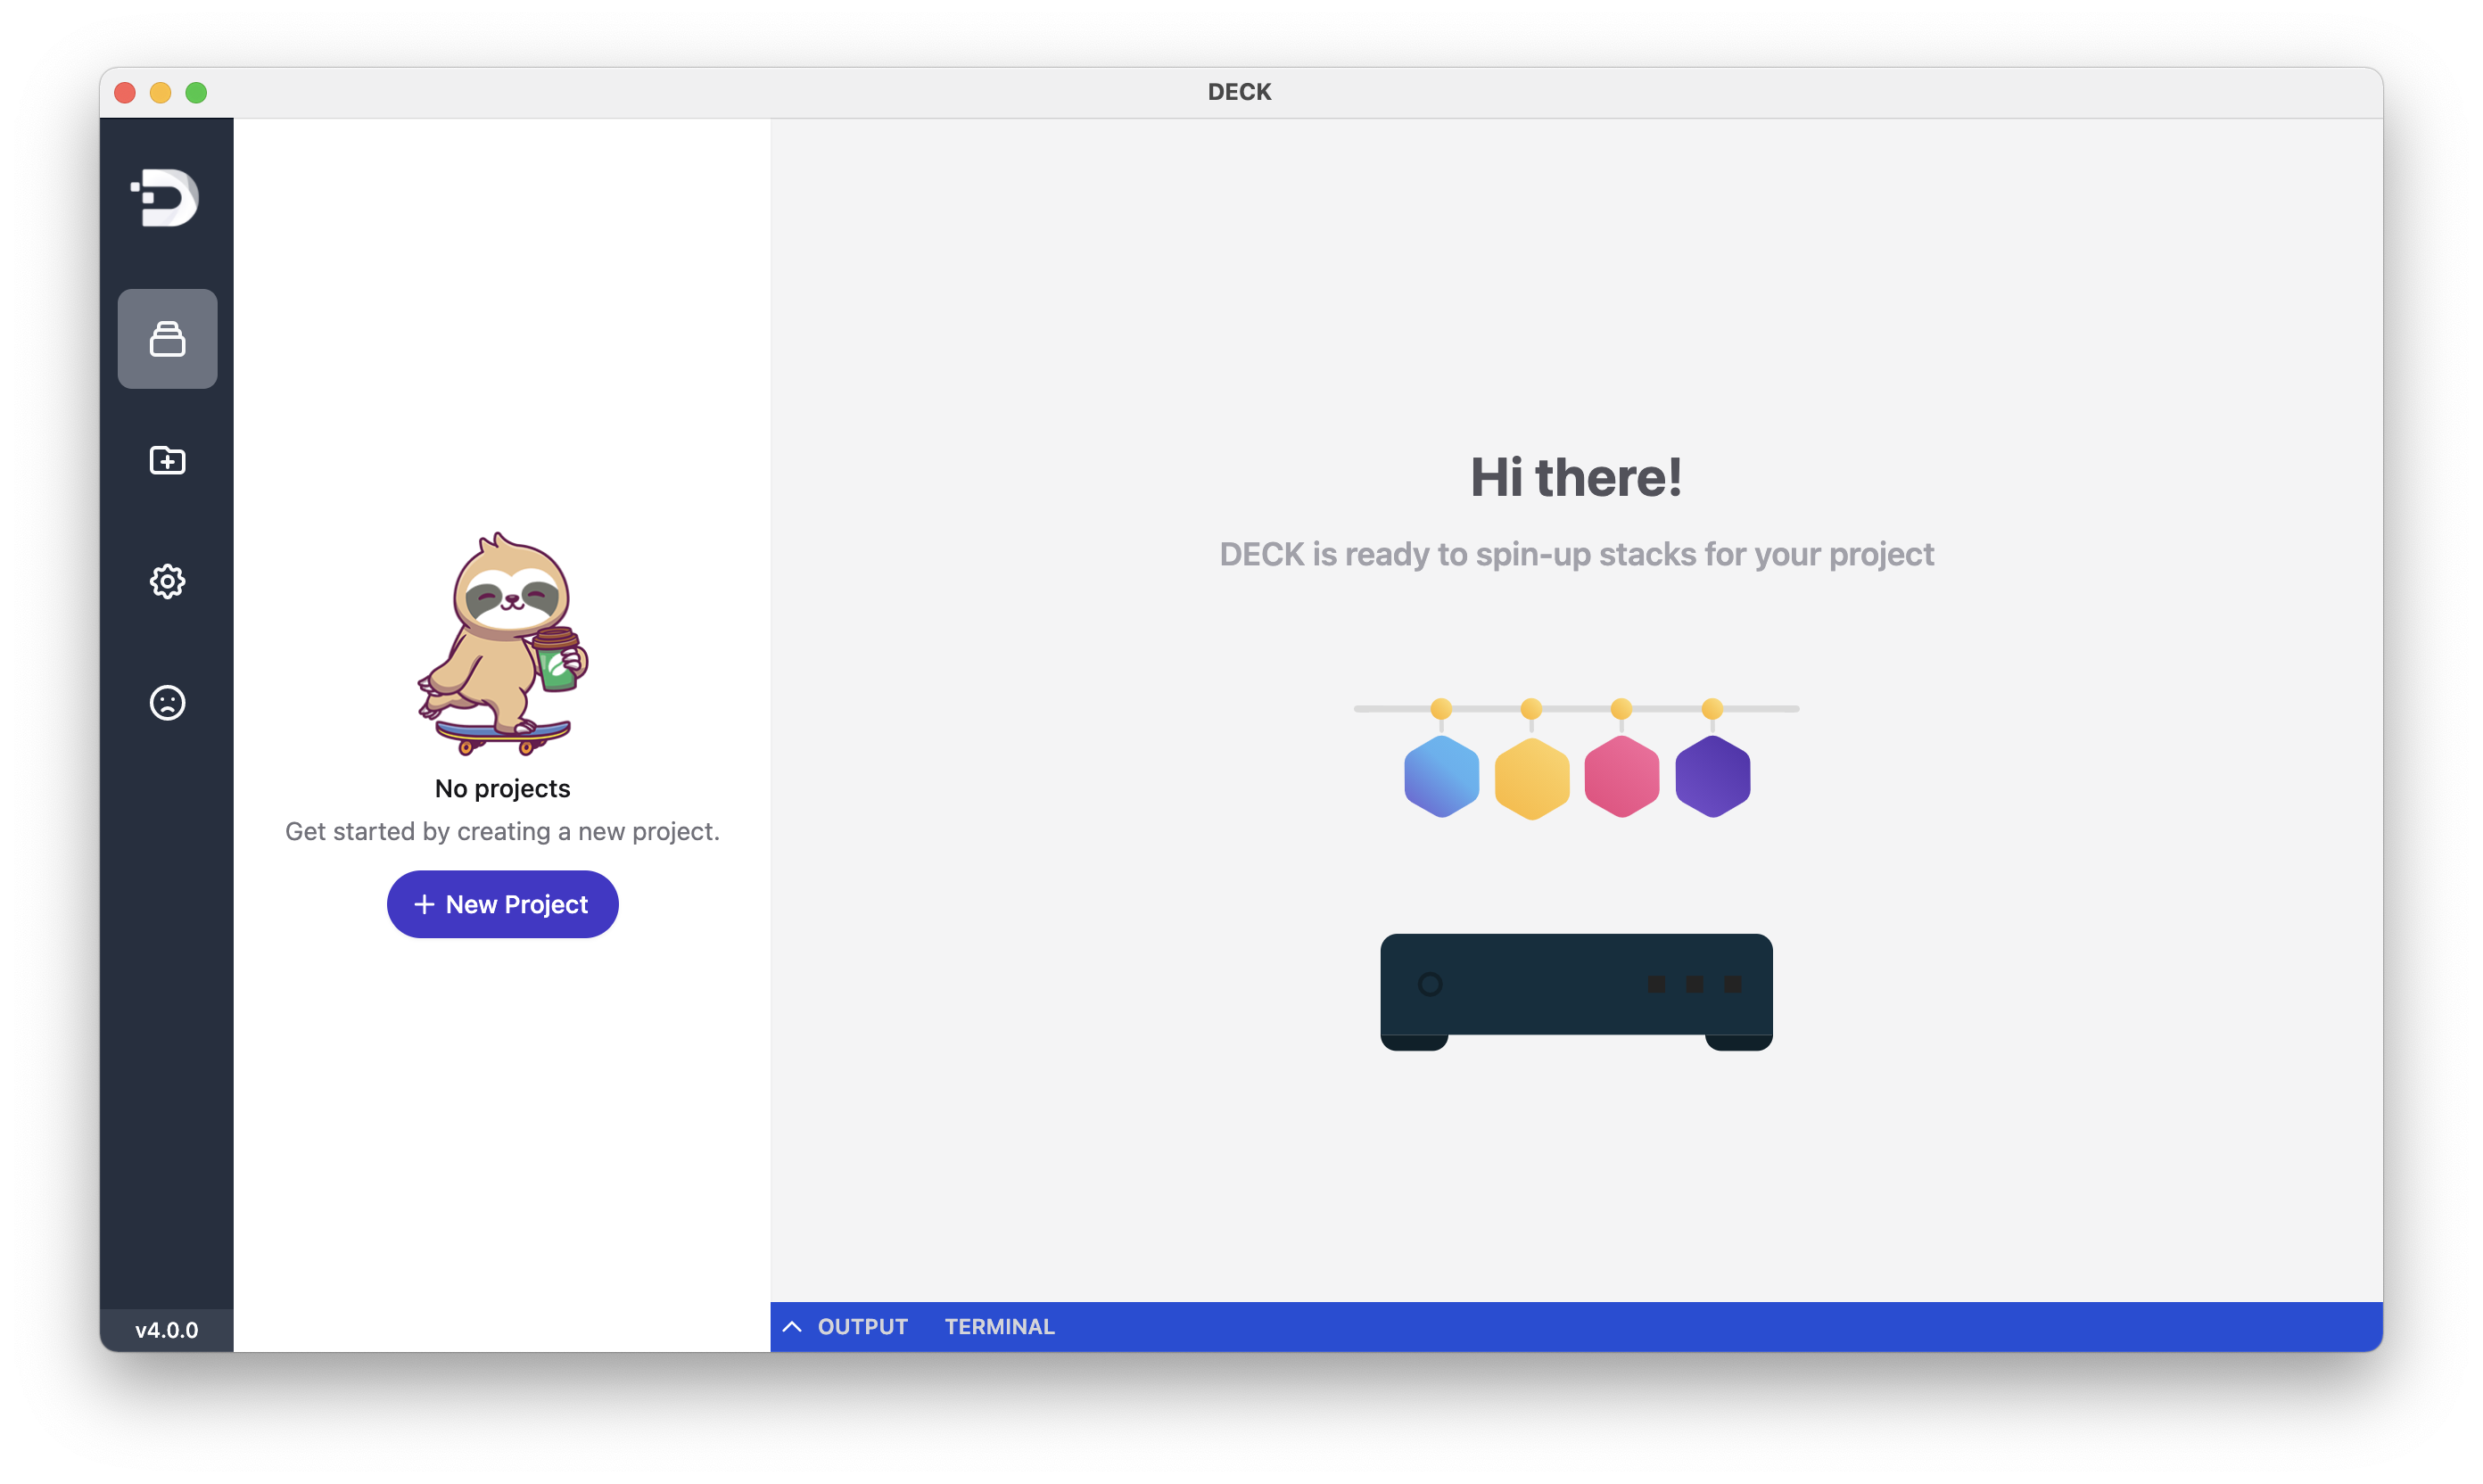 DECK
No projects
Get started by creating a new project.
New Project
v4.0.0
Hi there!
DECK is ready to spin-up stacks for your project
OUTPUT TERMINAL